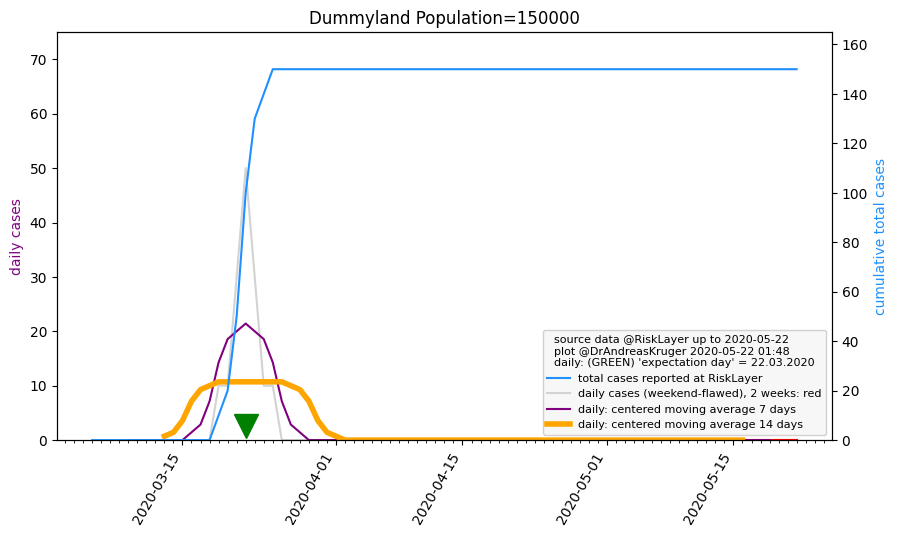 Dummyland Population=150000
70
60
50
40
30
20
10
0
daily cases
160
140
120
100
80
60
40
20
0
cumulative total cases
source data @RiskLayer up to 2020-05-22
plot @DrAndreasKruger 2020-05-22 01:48
daily: (GREEN) 'expectation day' = 22.03.2020
total cases reported at RiskLayer
daily cases (weekend-flawed), 2 weeks: red
daily: centered moving average 7 days
daily: centered moving average 14 days
2020-03-15
2020-04-01
2020-04-15
2020-05-01
2020-05-15